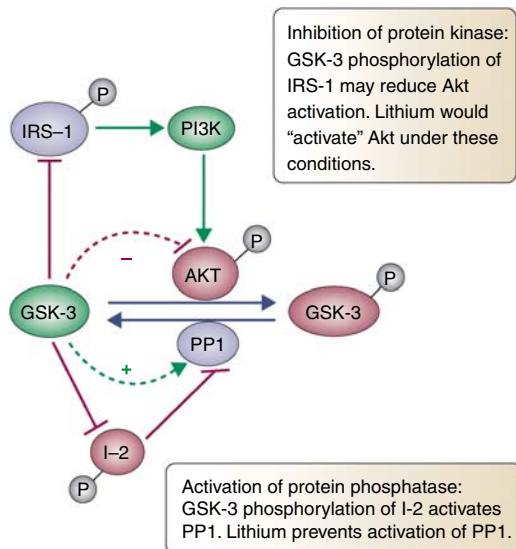 Inhibition of protein kinase:
GSK-3 phosphorylation of
IRS-1 may reduce Akt
activation. Lithium would
“activate” Akt under these
conditions.
P
IRS–1
PI3K
–
P
AKT
P
GSK-3
GSK-3
PP1
+
I–2
P
Activation of protein phosphatase:
GSK-3 phosphorylation of I-2 activates
PP1. Lithium prevents activation of PP1.